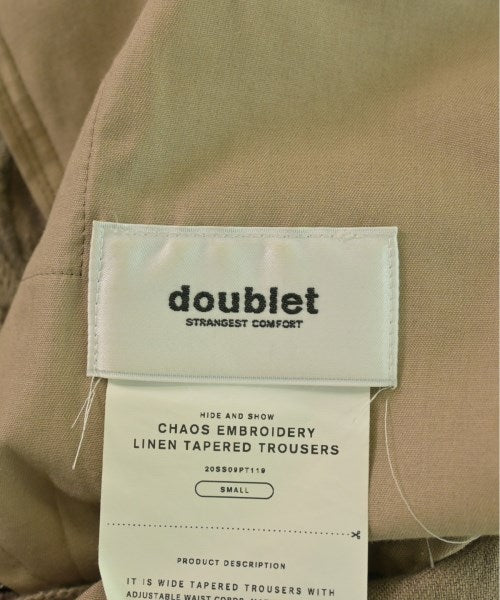 doublet
STRANGEST COMFORT
HIDE AND SHOW
CHAOS EMBROIDERY
LINEN TAPERED TROUSERS
20SS09PT119
SMALL
PRODUCT DESCRIPTION
IT IS WIDE TAPERED TROUSERS WITH
ADJUSTABLE WAIST CORDS.